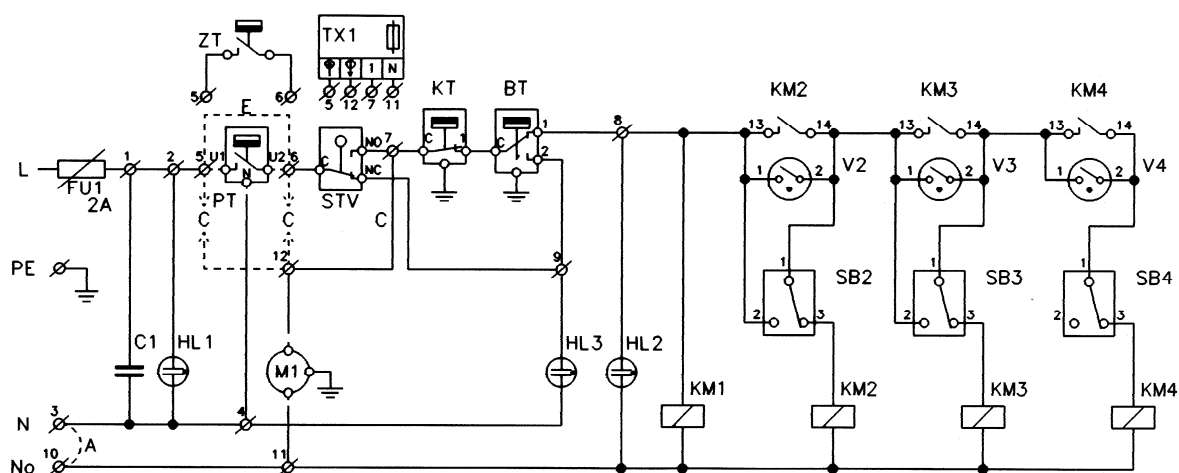 ZT
TX1
1 N
5 12 7 11
KT
BT
KM2
KM3
KM4
5 6
E
C 1
C
1
2
8
13 14
13 14
13 14
L
FU1
2A
1
2
5 U1
N
U2 6
C
NO
NC
7
PT
STV
C
C
C
1 2
V2
1 2
V3
1 2
V4
PE
12
9
1
2 3
SB2
1
2 3
SB3
1
2 3
SB4
C1
HL1
M1
HL3
HL2
KM1
KM2
KM3
KM4
N
3
4
A
No
10
11